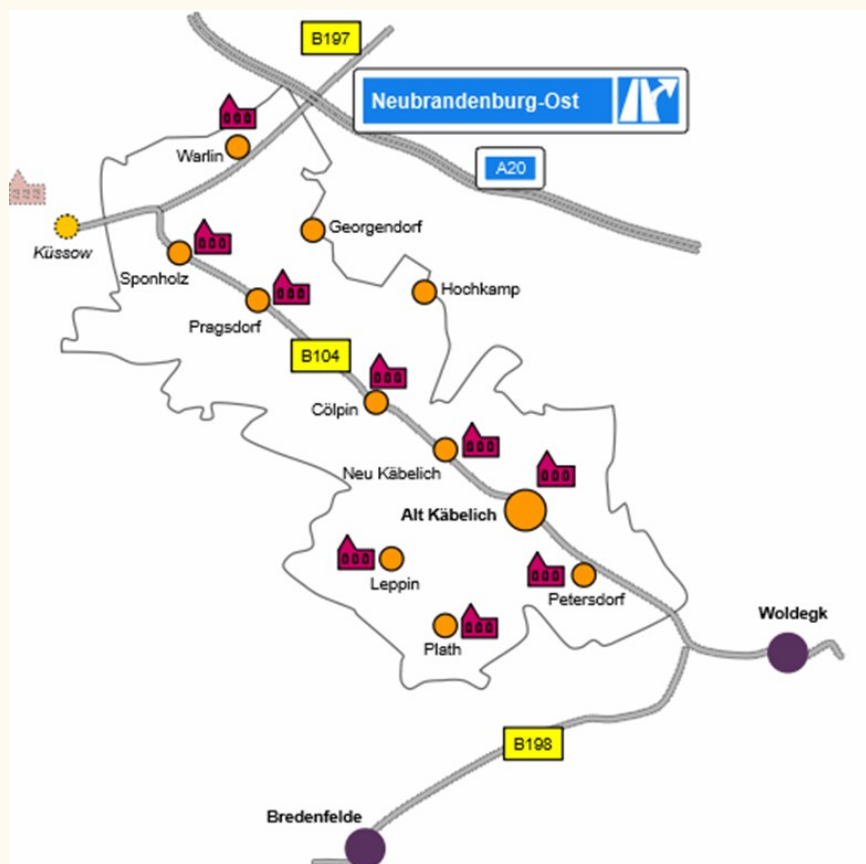 B197
Neubrandenburg-Ost
Warlin
A20
Georgendorf
Küssow
Sponholz
Hochkamp
Pragsdorf
B104
Cölpin
Neu Käbelich
Alt Käbelich
Leppin
Petersdorf
Woldegk
Plath
B198
Bredenfelde